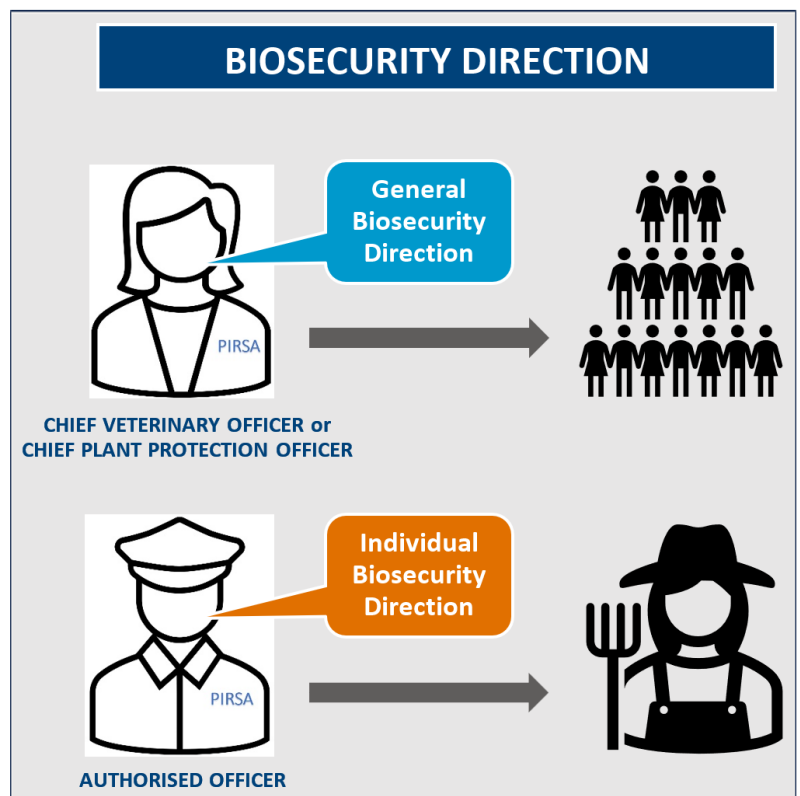 BIOSECURITY DIRECTION
General
Biosecurity
Direction
PIRSA
CHIEF VETERINARY OFFICER or
CHIEF PLANT PROTECTION OFFICER
Individual
Biosecurity
Direction
PIRSA
AUTHORISED OFFICER